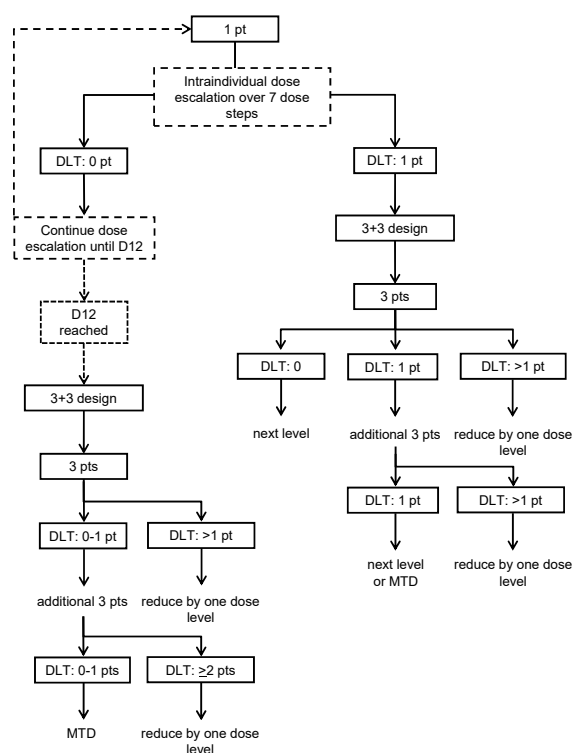 1 pt
Intraindividual dose
escalation over 7 dose
steps
DLT: 0 pt
DLT: 1 pt
Continue dose
escalation until D12
3+3 design
3 pts
D12
reached
DLT: 0
DLT: 1 pt
DLT: >1 pt
3+3 design
next level
additional 3 pts
reduce by one dose
level
3 pts
DLT: 1 pt
DLT: >1 pt
DLT: 0-1 pt
DLT: >1 pt
next level
or MTD
reduce by one dose
level
additional 3 pts
reduce by one dose
level
DLT: 0-1 pts
DLT: ≥2 pts
MTD
reduce by one dose
level